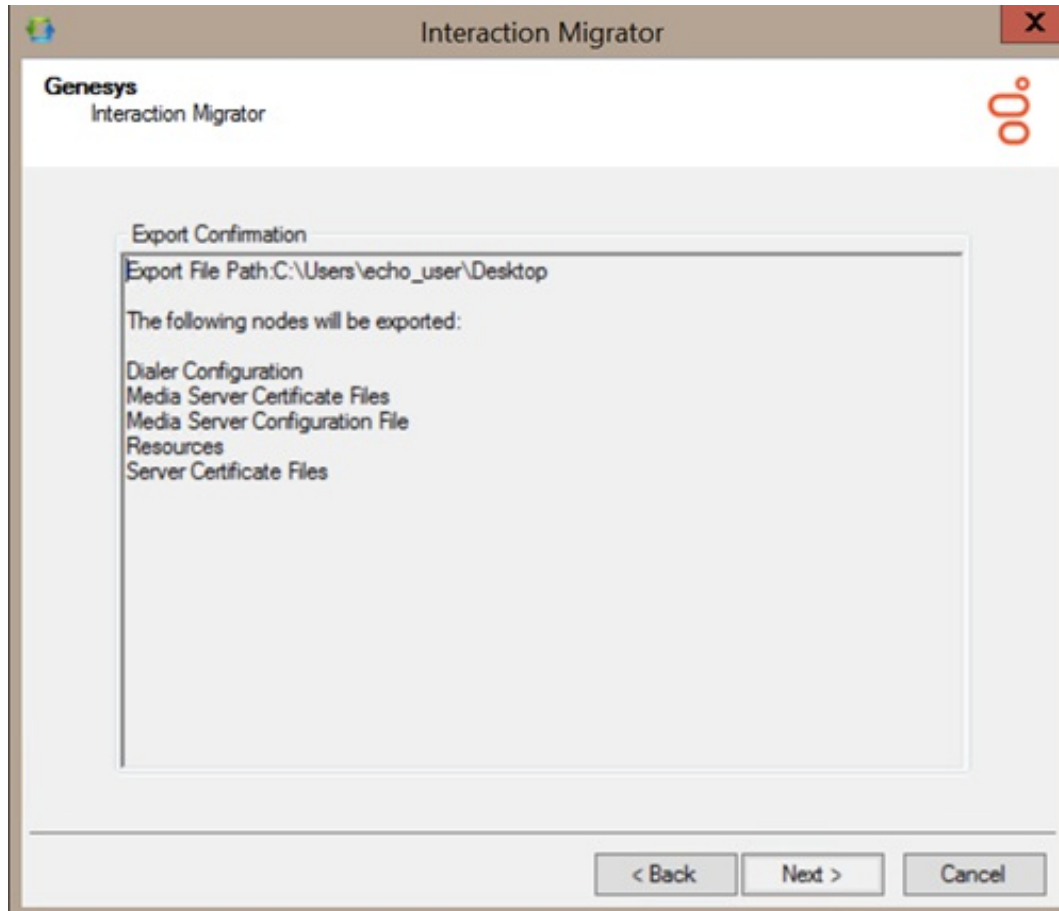 Interaction Migrator
X
Genesys
Interaction Migrator
Export Confirmation
Export File Path:C:\Users\echo_user\Desktop
The following nodes will be exported:
Dialer Configuration
Media Server Certificate Files
Media Server Configuration File
Resources
Server Certificate Files
< Back
Next >
Cancel